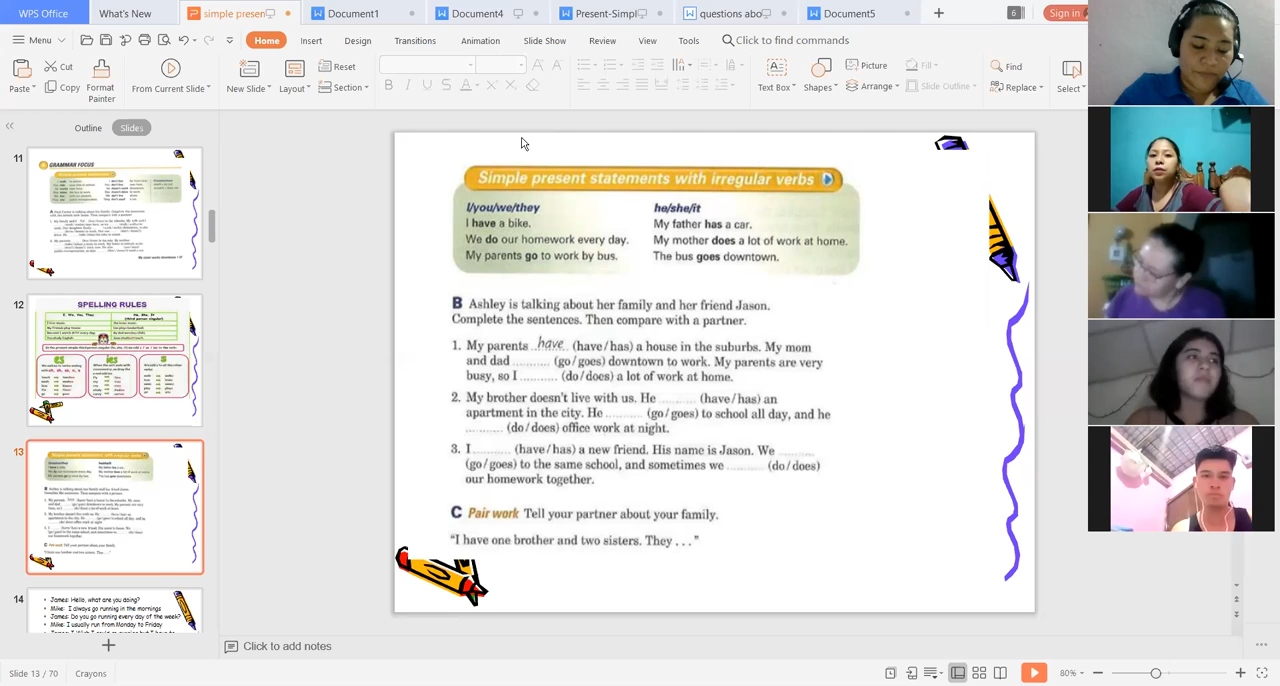 WPS Office
What's New
simple presen
Document1
Document4
Present-Simpl
questions abo
Document5
6
Sign in
Menu
Home
Insert
Design
Transitions
Animation
Slide Show
Review
View
Tools
Click to find commands
Paste
Cut
Copy
Format Painter
From Current Slide
New Slide
Layout
Reset
Section
B I U S A
Text Box
Shapes
Picture
Arrange
Fill
Slide Outline
Find
Replace
Select
Outline Slides
11
GRAMMAR FOCUS
12
SPELLING RULES
es
ies
s
13
14
James: Hello, what are you doing?
Mike: I always go running in the mornings
James: Do you go running every day of the week?
Mike: I usually run from Monday to Friday
Simple present statements with irregular verbs
I/you/we/they
I have a bike.
We do our homework every day.
My parents go to work by bus.
he/she/it
My father has a car.
My mother does a lot of work at home.
The bus goes downtown.
B Ashley is talking about her family and her friend Jason.
Complete the sentences. Then compare with a partner.
1. My parents have (have/has) a house in the suburbs. My mom
and dad .......... (go/goes) downtown to work. My parents are very
busy, so I .......... (do/does) a lot of work at home.
2. My brother doesn't live with us. He .......... (have/has) an
apartment in the city. He .......... (go/goes) to school all day, and he
.......... (do/does) office work at night.
3. I .......... (have/has) a new friend. His name is Jason. We ..........
(go/goes) to the same school, and sometimes we .......... (do/does)
our homework together.
C Pair work Tell your partner about your family.
"I have one brother and two sisters. They . . ."
Click to add notes
Slide 13 / 70
Crayons
80%